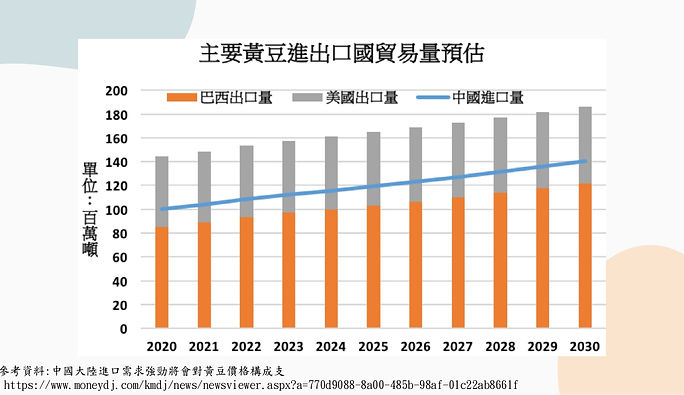 主要黃豆進出口國貿易量預估
巴西出口量 美國出口量 中國進口量
單位：百萬噸
200
180
160
140
120
100
80
60
40
20
0
2020 2021 2022 2023 2024 2025 2026 2027 2028 2029 2030
參考資料:中國大陸進口需求強勁將會對黃豆價格構成支
https://www.moneydj.com/kmdj/news/newsviewer.aspx?a=770d9088-8a00-485b-98af-01c22ab8661f